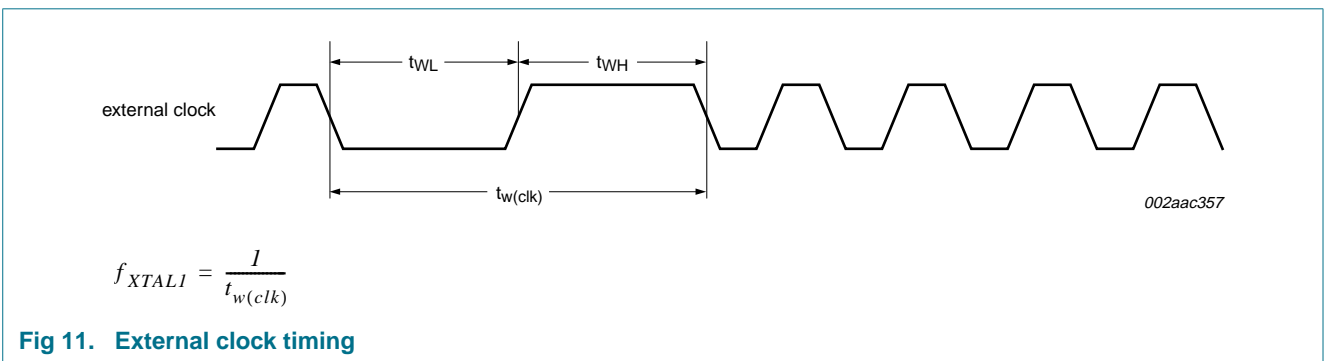 tWL
tWH
external clock
tw(clk)
002aac357
fXTAL1 = 1 / tw(clk)
Fig 11. External clock timing